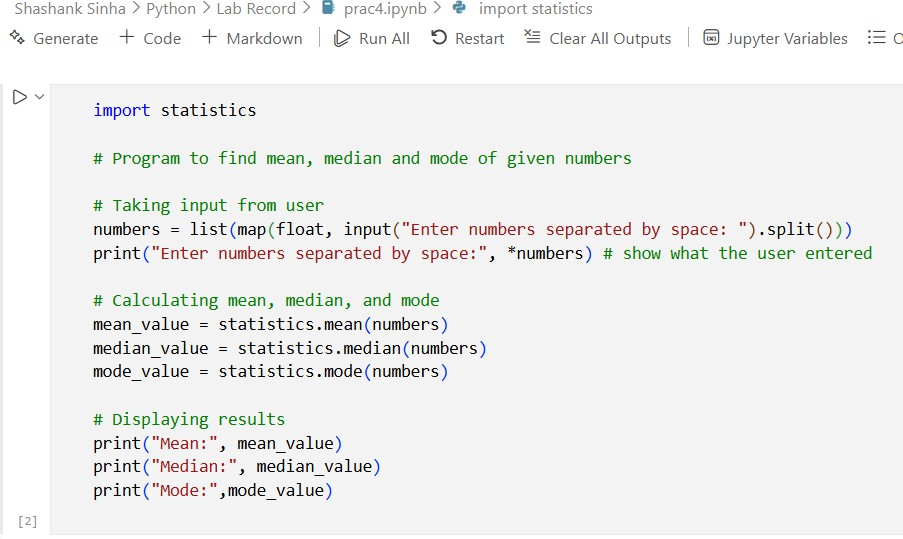 Shashank Sinha > Python > Lab Record > prac4.ipynb > import statistics
Generate + Code + Markdown Run All Restart Clear All Outputs Jupyter Variables
import statistics
# Program to find mean, median and mode of given numbers
# Taking input from user
numbers = list(map(float, input("Enter numbers separated by space: ").split()))
print("Enter numbers separated by space:", *numbers) # show what the user entered
# Calculating mean, median, and mode
mean_value = statistics.mean(numbers)
median_value = statistics.median(numbers)
mode_value = statistics.mode(numbers)
# Displaying results
print("Mean:", mean_value)
print("Median:", median_value)
print("Mode:",mode_value)
[2]